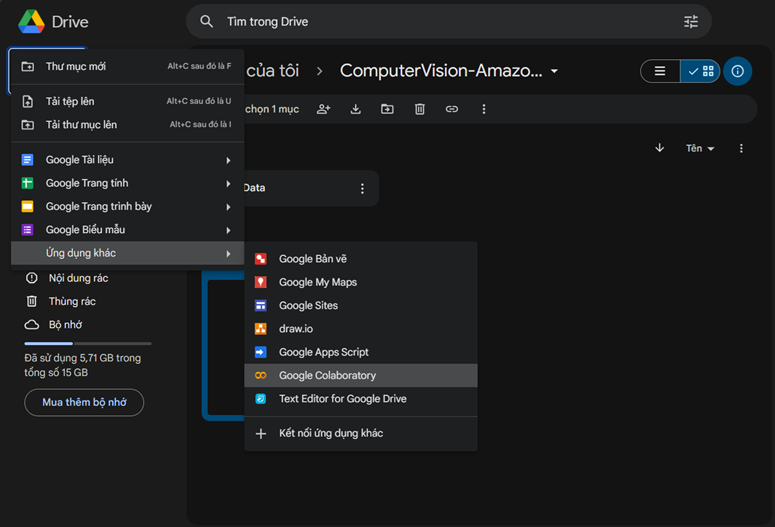 Drive
Tìm trong Drive
Thư mục mới Alt+C sau đó là F
Tải tệp lên Alt+C sau đó là U
Tải thư mục lên Alt+C sau đó là I
Google Tài liệu
Google Trang tính
Google Trang trình bày
Google Biểu mẫu
Ứng dụng khác
Nội dung rác
Thùng rác
Bộ nhớ
Đã sử dụng 5,71 GB trong
tổng số 15 GB
Mua thêm bộ nhớ
của tôi ComputerVision-Amazo...
chọn 1 mục
Tên
Data
Google Bản vẽ
Google My Maps
Google Sites
draw.io
Google Apps Script
Google Colaboratory
Text Editor for Google Drive
Kết nối ứng dụng khác